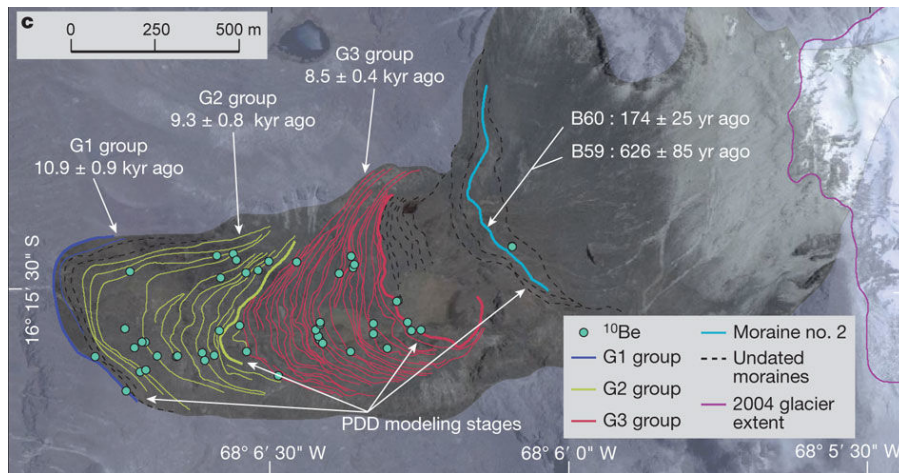 c
0 250 500 m
G3 group
8.5 ± 0.4 kyr ago
G2 group
9.3 ± 0.8 kyr ago
G1 group
10.9 ± 0.9 kyr ago
B60 : 174 ± 25 yr ago
B59 : 626 ± 85 yr ago
16° 15′ 30″ S
¹⁰Be
G1 group
G2 group
G3 group
Moraine no. 2
Undated
moraines
2004 glacier
extent
PDD modeling stages
68° 6′ 30″ W
68° 6′ 0″ W
68° 5′ 30″ W